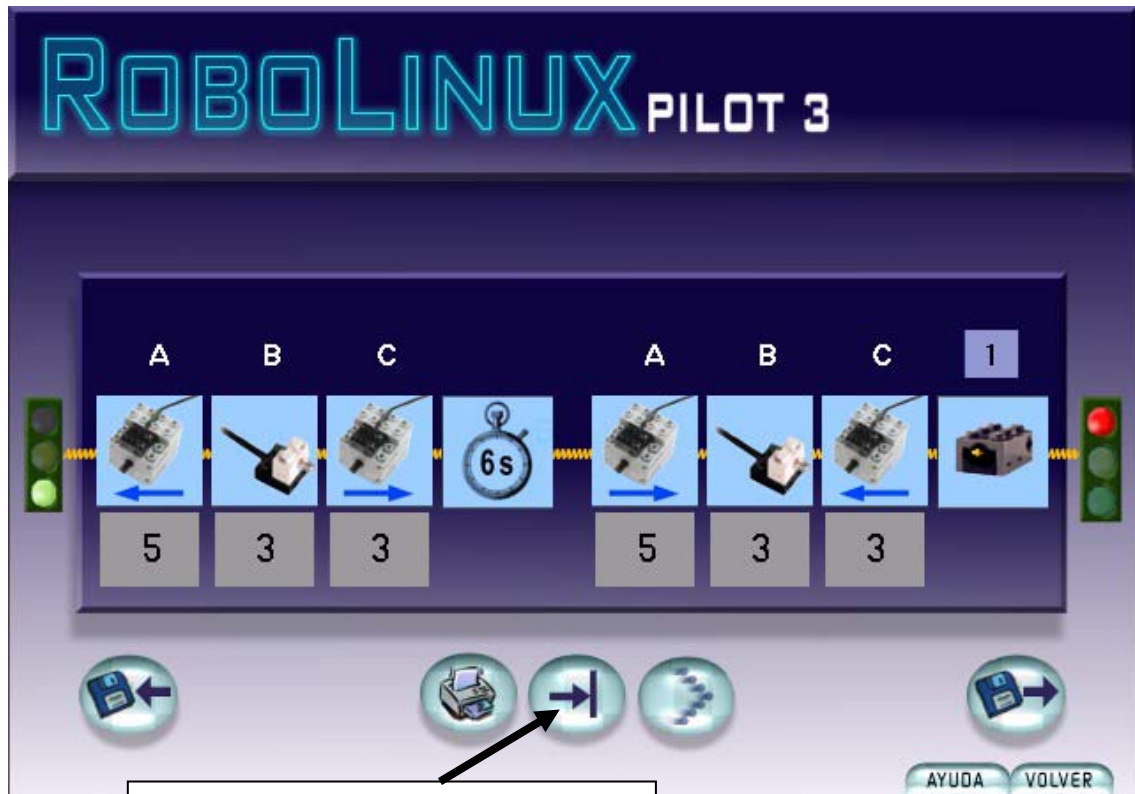 ROBOLINUX PILOT 3
A B C A B C 1
6s
5 3 3 5 3 3
AYUDA VOLVER